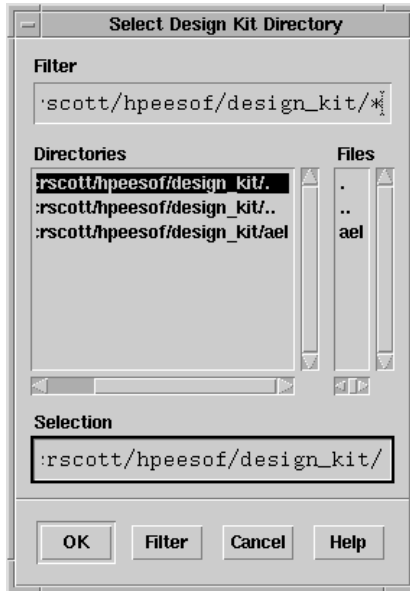 Select Design Kit Directory
Filter
scott/hpeesof/design_kit/*
Directories
Files
rscott/hpeesof/design_kit/.
rscott/hpeesof/design_kit/..
rscott/hpeesof/design_kit/ael
.
..
ael
Selection
rscott/hpeesof/design_kit/
OK
Filter
Cancel
Help